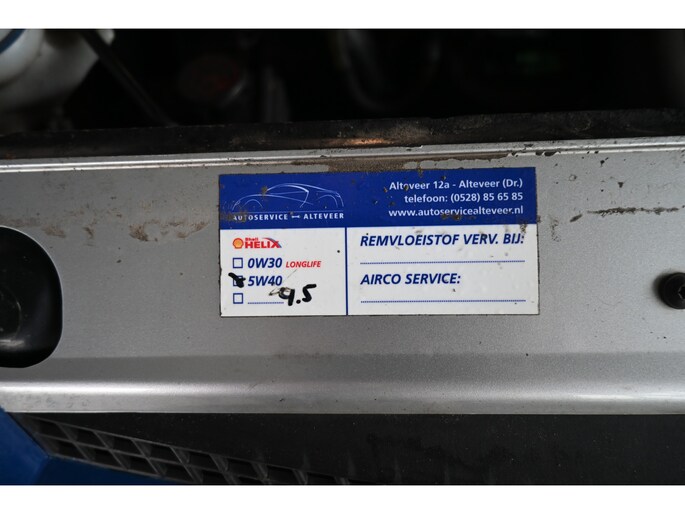 Alteveer 12a - Alteveer (Dr.)
telefoon: (0528) 85 65 85
www.autoservicealteveer.nl
AUTOSERVICE ALTEVEER
Shell
HELIX
0W30 LONGLIFE
5W40
4.5
REMVLOEISTOF VERV. BIJ:
AIRCO SERVICE: